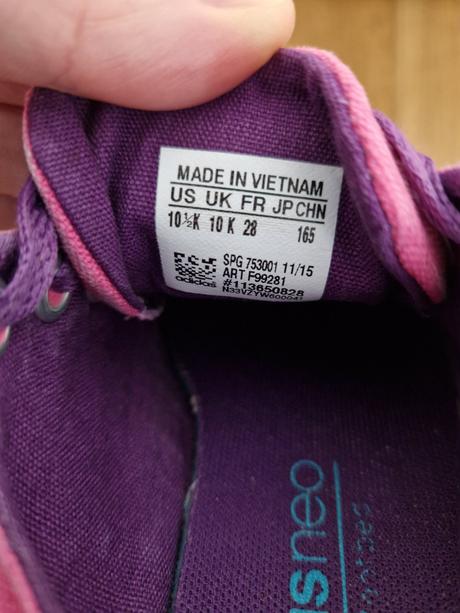 MADE IN VIETNAM
US UK FR JP CHN
10½K 10 K 28 165
SPG 753001 11/15
ART F99281
#113650828
adidas
neo